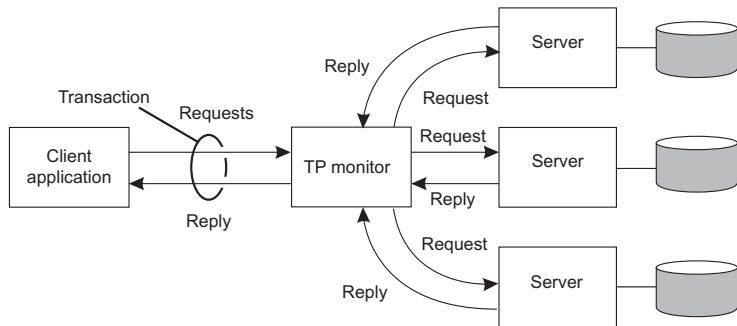 Server
Reply
Transaction
Requests
Request
Client
application
TP monitor
Request
Server
Reply
Reply
Request
Reply
Server